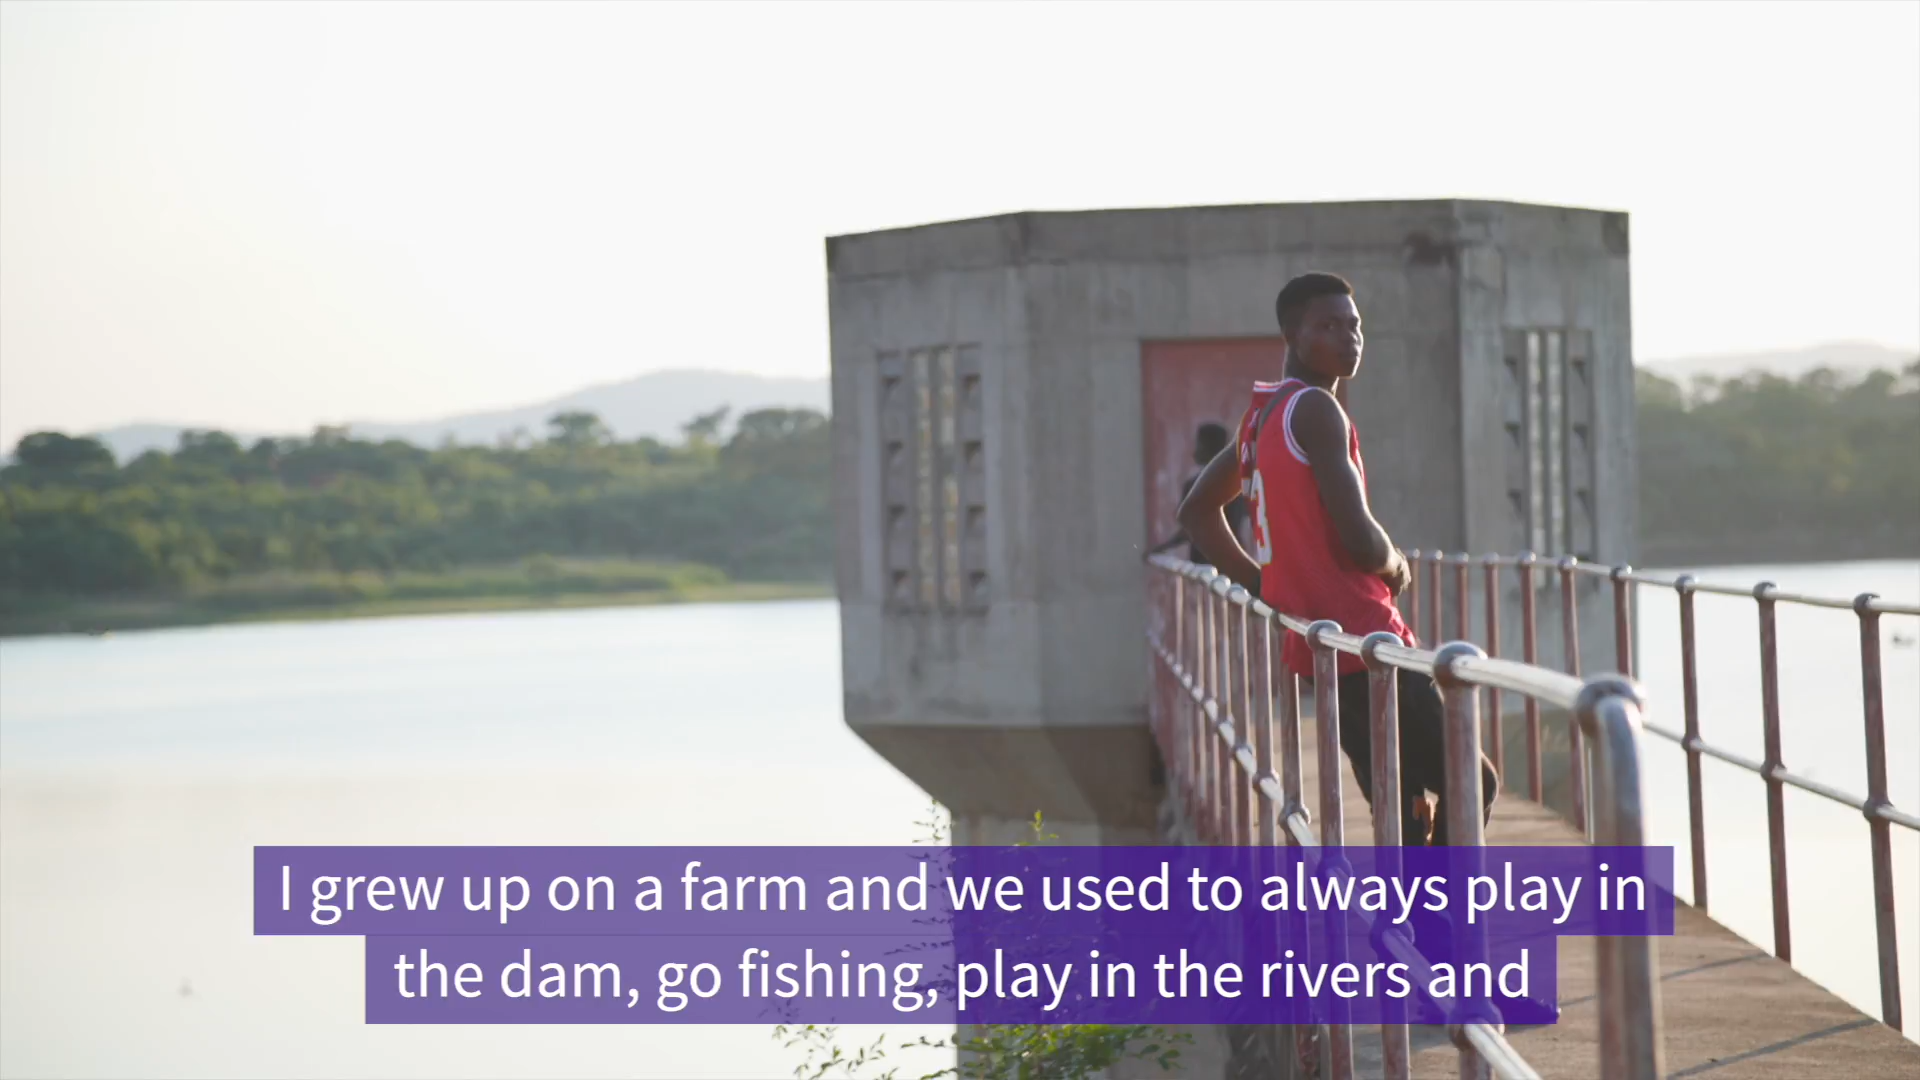 I grew up on a farm and we used to always play in
the dam, go fishing, play in the rivers and